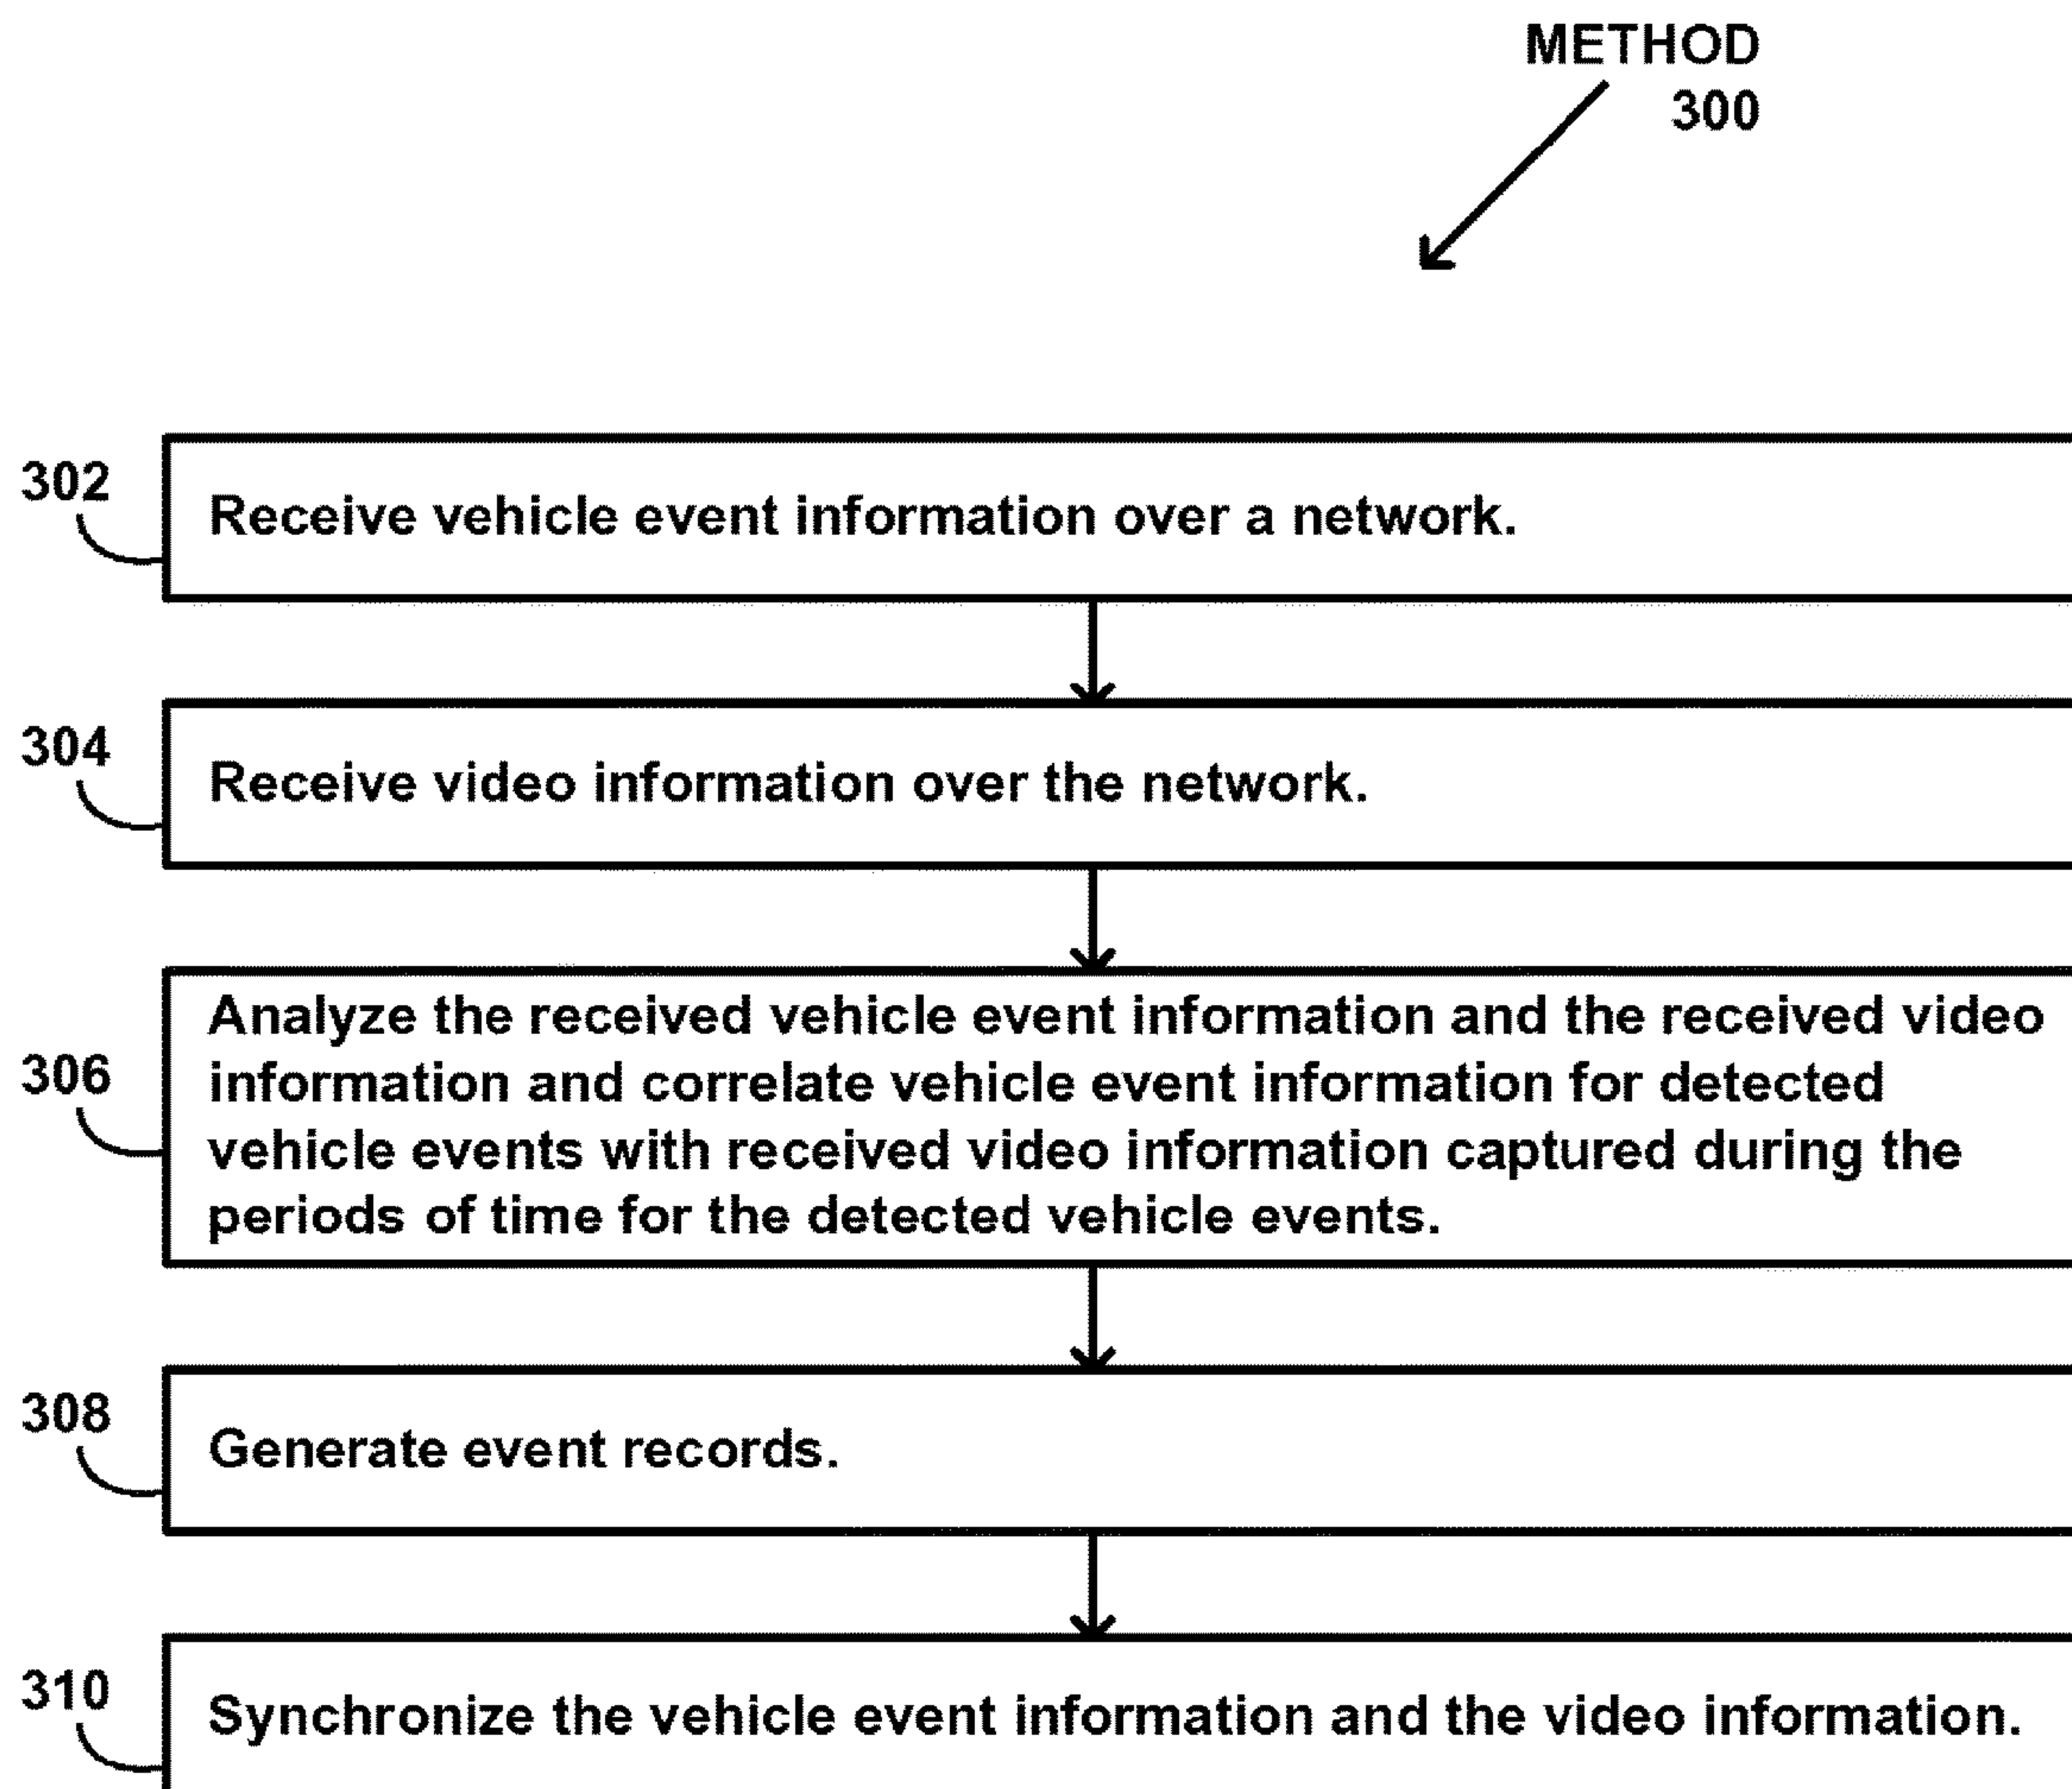 METHOD
300
302
Receive vehicle event information over a network.
304
Receive video information over the network.
306
Analyze the received vehicle event information and the received video
information and correlate vehicle event information for detected
vehicle events with received video information captured during the
periods of time for the detected vehicle events.
308
Generate event records.
310
Synchronize the vehicle event information and the video information.